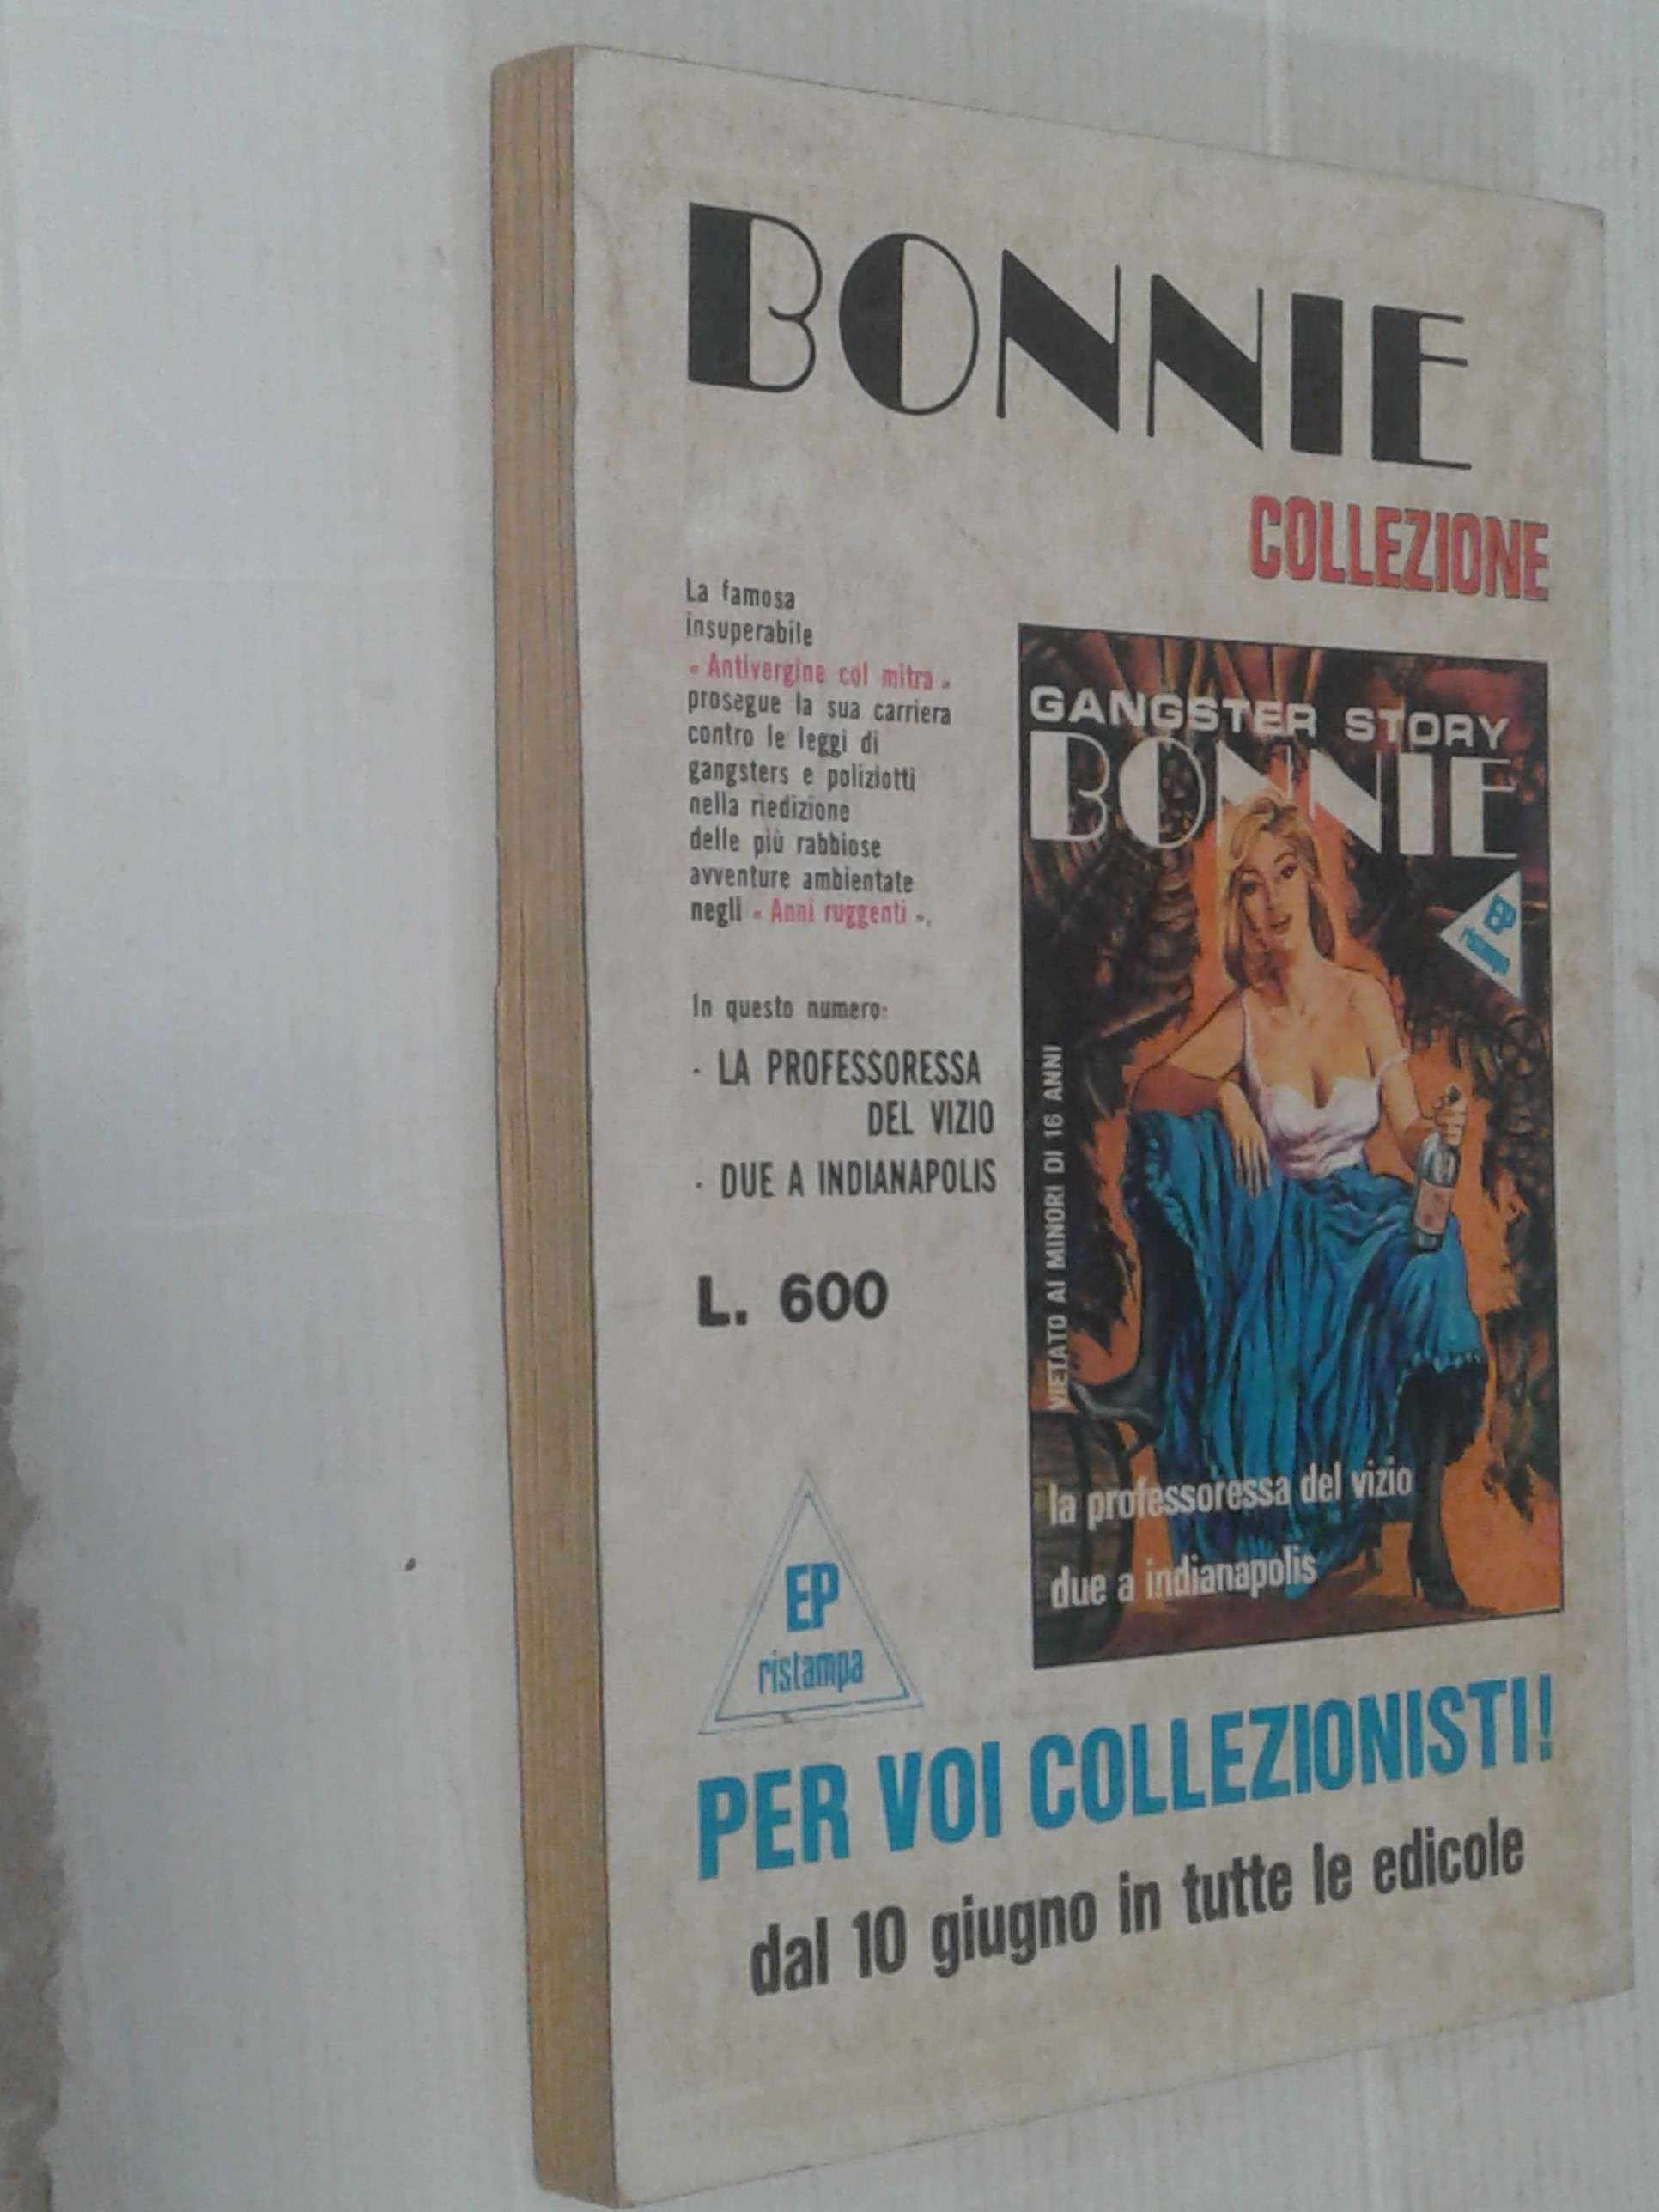 BONNIE
COLLEZIONE
La famosa
insuperabile
« Antivergine col mitra »
prosegue la sua carriera
contro le leggi di
gangsters e poliziotti
nella riedizione
delle più rabbiose
avventure ambientate
negli « Anni ruggenti ».
In questo numero:
- LA PROFESSORESSA
DEL VIZIO
- DUE A INDIANAPOLIS
L. 600
GANGSTER STORY
BONNIE
EP
ristampa
VIETATO AI MINORI DI 16 ANNI
la professoressa del vizio
due a indianapolis
EP
ristampa
PER VOI COLLEZIONISTI!
dal 10 giugno in tutte le edicole